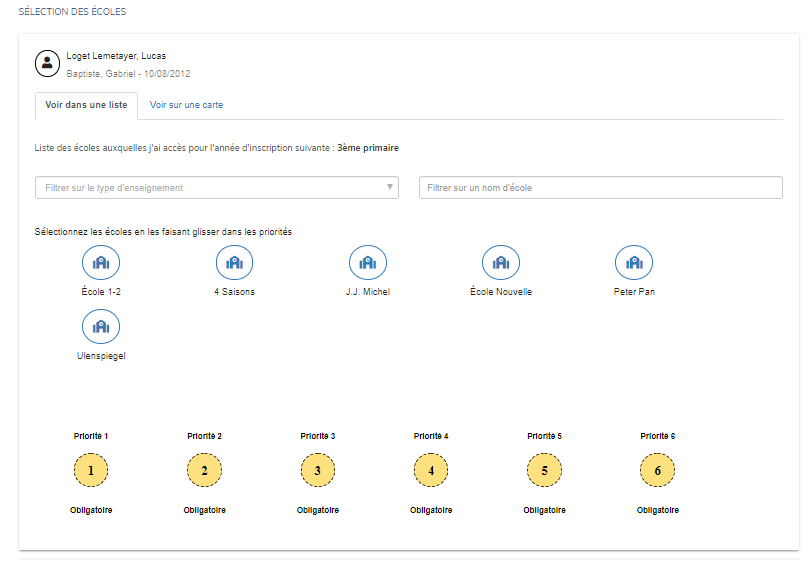 SÉLECTION DES ÉCOLES
Loget Lemetayer, Lucas
Baptiste, Gabriel - 10/08/2012
Voir dans une liste Voir sur une carte
Liste des écoles auxquelles j'ai accès pour l'année d'inscription suivante : 3ème primaire
Filtrer sur le type d'enseignement Filtrer sur un nom d'école
Sélectionnez les écoles en les faisant glisser dans les priorités
École 1-2 4 Saisons J.J. Michel École Nouvelle Peter Pan
Ulenspiegel
Priorité 1 Priorité 2 Priorité 3 Priorité 4 Priorité 5 Priorité 6
1 2 3 4 5 6
Obligatoire Obligatoire Obligatoire Obligatoire Obligatoire Obligatoire